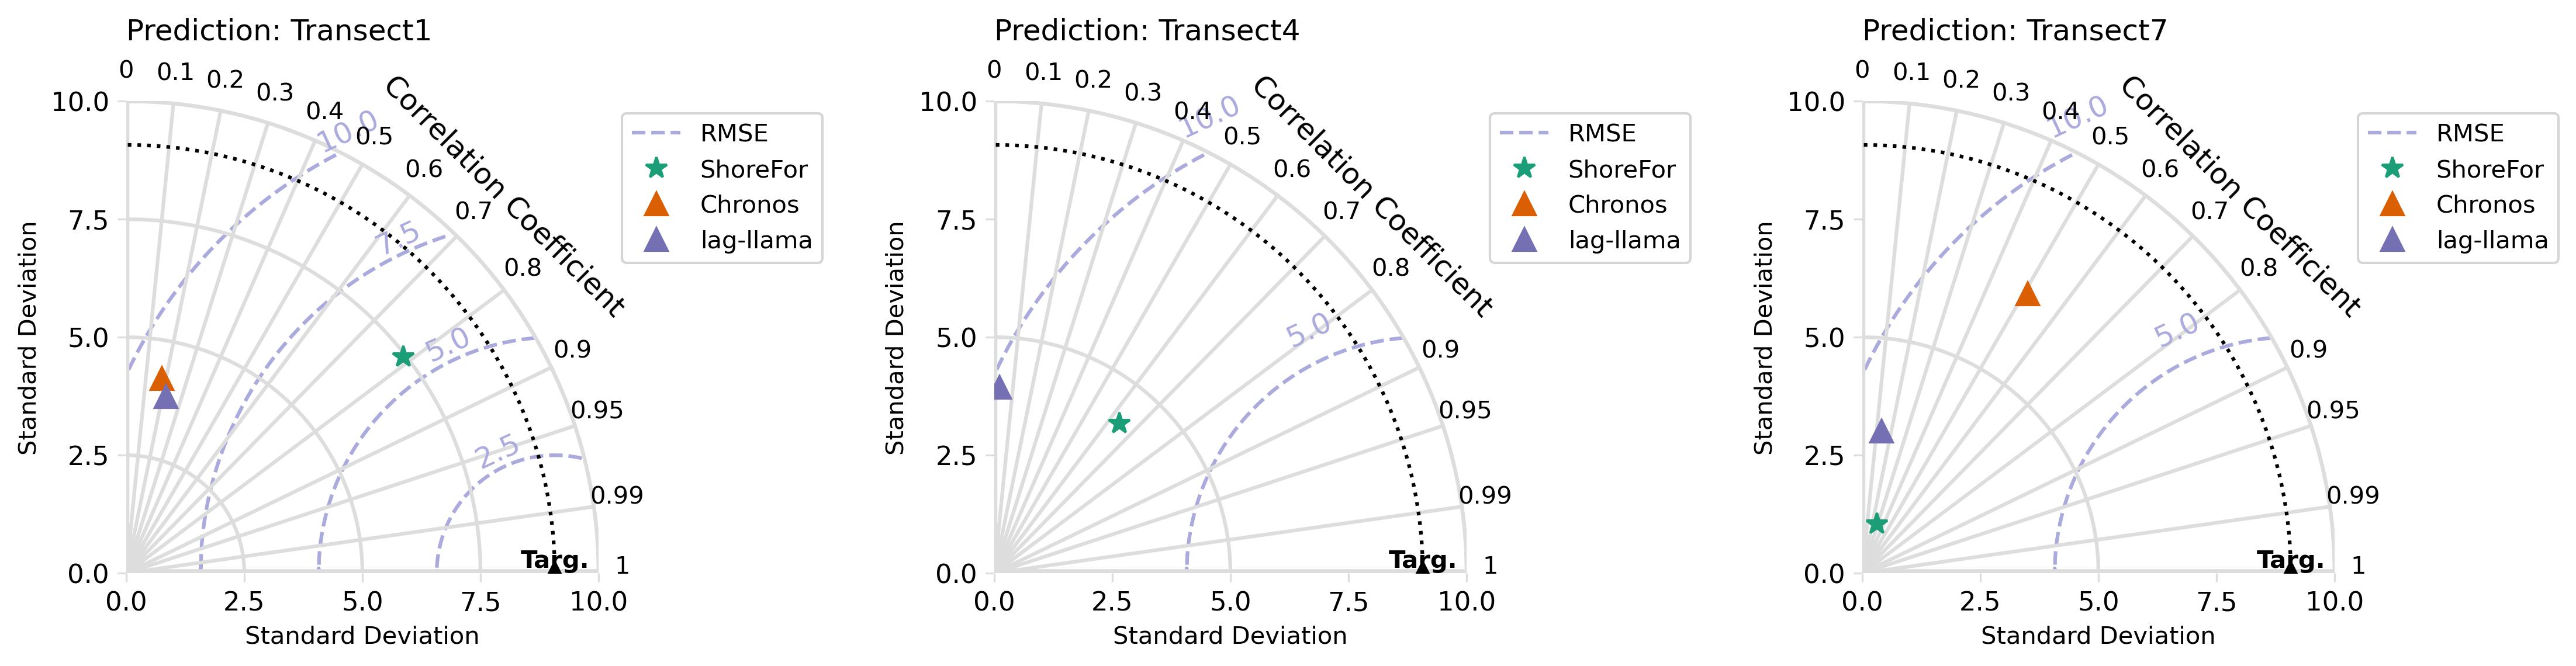 Prediction: Transect1
0 0.1 0.2 0.3 0.4 0.5 0.6 0.7 0.8 0.9 0.95 0.99 1
Correlation Coefficient
10.0
7.5
5.0
2.5
0.0
Standard Deviation
10.0
7.5
5.0
2.5
Targ.
0.0 2.5 5.0 7.5 10.0
Standard Deviation
RMSE
ShoreFor
Chronos
lag-llama
Prediction: Transect4
0 0.1 0.2 0.3 0.4 0.5 0.6 0.7 0.8 0.9 0.95 0.99 1
Correlation Coefficient
10.0
7.5
5.0
2.5
0.0
Standard Deviation
10.0
5.0
Targ.
0.0 2.5 5.0 7.5 10.0
Standard Deviation
RMSE
ShoreFor
Chronos
lag-llama
Prediction: Transect7
0 0.1 0.2 0.3 0.4 0.5 0.6 0.7 0.8 0.9 0.95 0.99 1
Correlation Coefficient
10.0
7.5
5.0
2.5
0.0
Standard Deviation
10.0
5.0
Targ.
0.0 2.5 5.0 7.5 10.0
Standard Deviation
RMSE
ShoreFor
Chronos
lag-llama